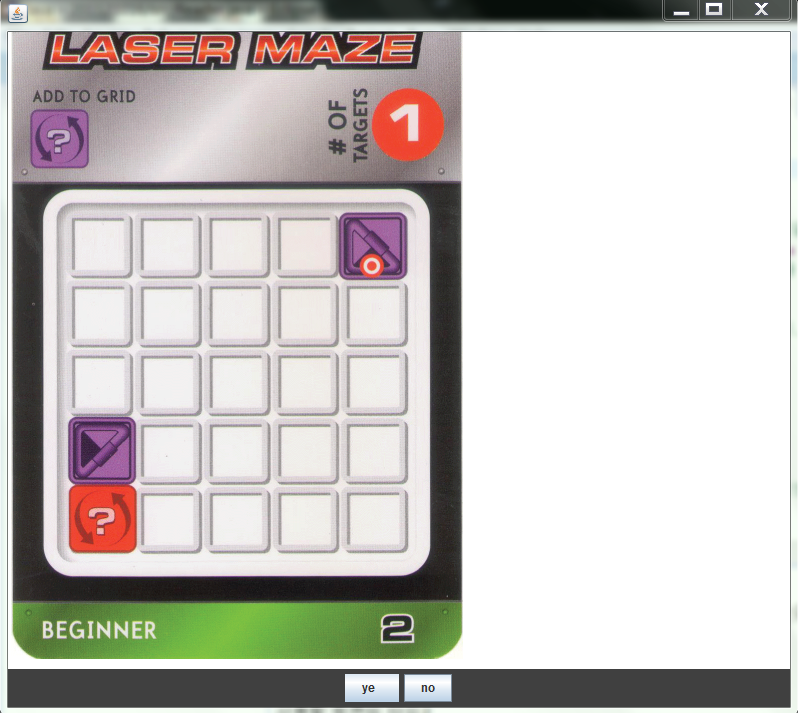 LASER MAZE
ADD TO GRID
?
# OF
TARGETS
1
?
BEGINNER
2
ye
no